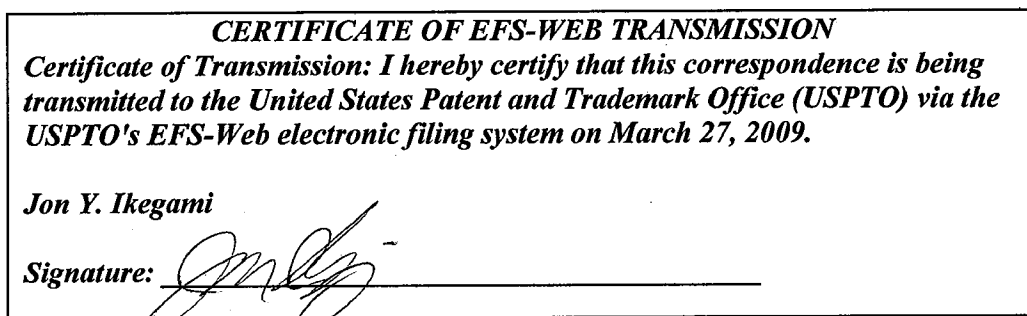 CERTIFICATE OF EFS-WEB TRANSMISSION
Certificate of Transmission: I hereby certify that this correspondence is being
transmitted to the United States Patent and Trademark Office (USPTO) via the
USPTO's EFS-Web electronic filing system on March 27, 2009.
Jon Y. Ikegami
Signature: